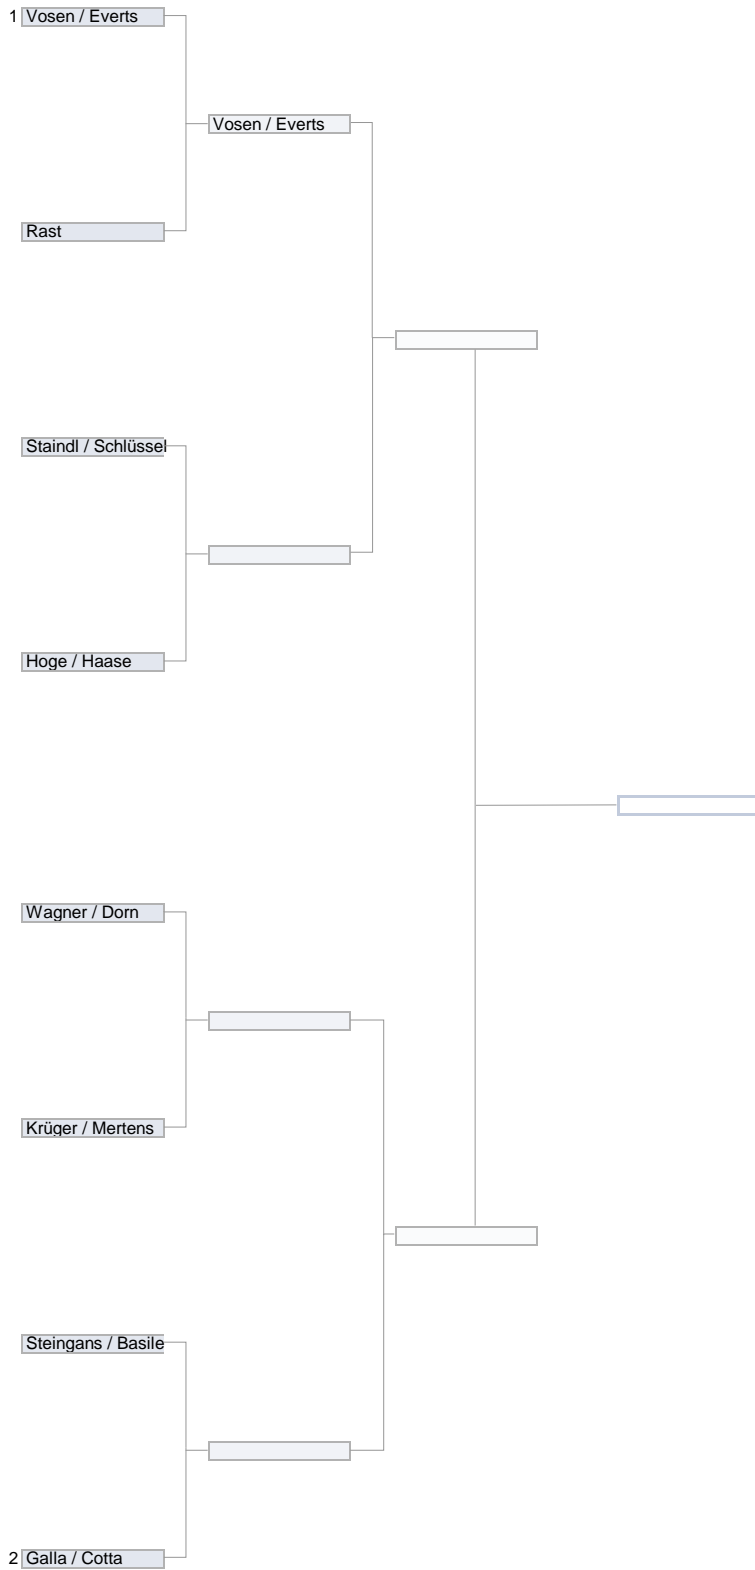 1 Vosen / Everts
Vosen / Everts
Rast
Staindl / Schlüssel
Hoge / Haase
Wagner / Dorn
Krüger / Mertens
Steingans / Basile
2 Galla / Cotta